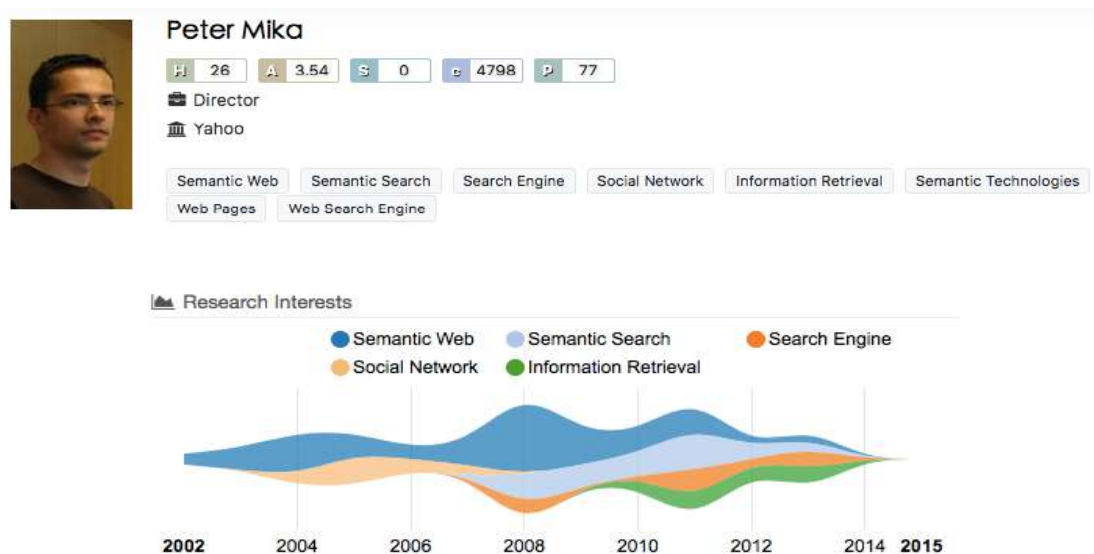 Peter Mika
H 26 A 3.54 S 0 c 4798 P 77
Director
Yahoo
Semantic Web Semantic Search Search Engine Social Network Information Retrieval Semantic Technologies
Web Pages Web Search Engine
Research Interests
Semantic Web Semantic Search Search Engine
Social Network Information Retrieval
2002 2004 2006 2008 2010 2012 2014 2015